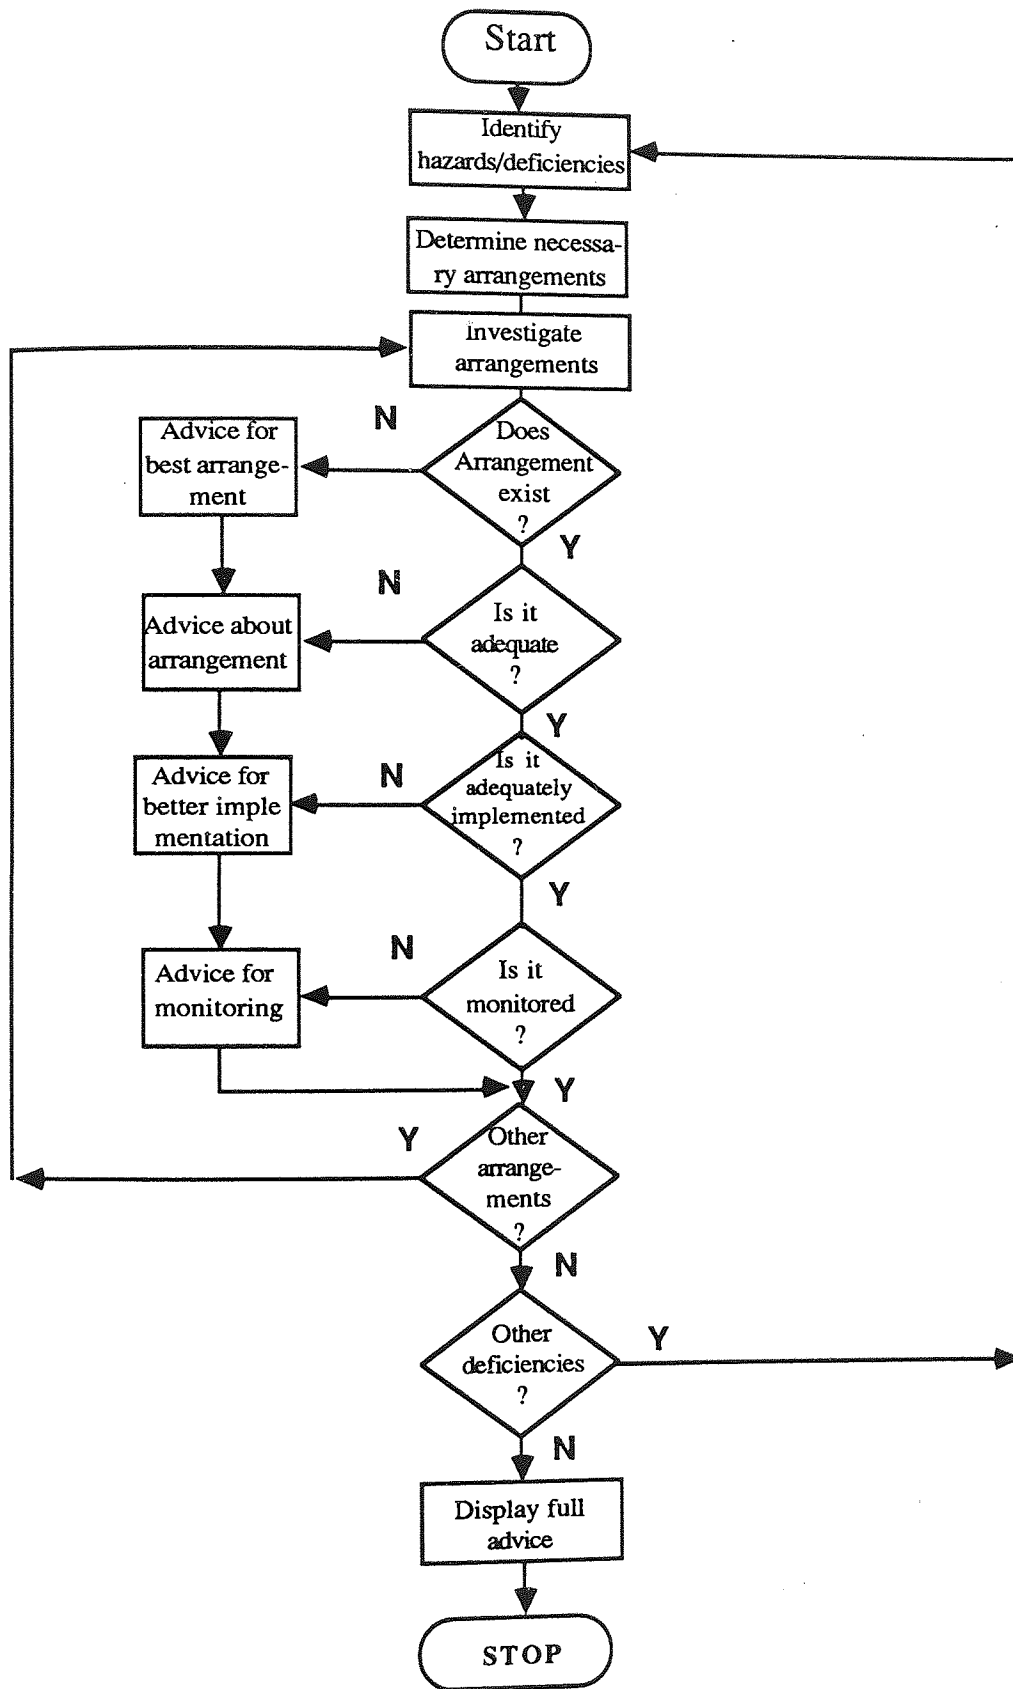 Start
Identify
hazards/deficiencies
Determine necessa-
ry arrangements
Investigate
arrangements
N
Does
Arrangement
exist
?
Advice for
best arrange-
ment
Y
N
Is it
adequate
?
Advice about
arrangement
Y
N
Is it
adequately
implemented
?
Advice for
better imple
mentation
Y
N
Is it
monitored
?
Advice for
monitoring
Y
Y
Other
arrange-
ments
?
N
Other
deficiencies
?
Y
N
Display full
advice
STOP